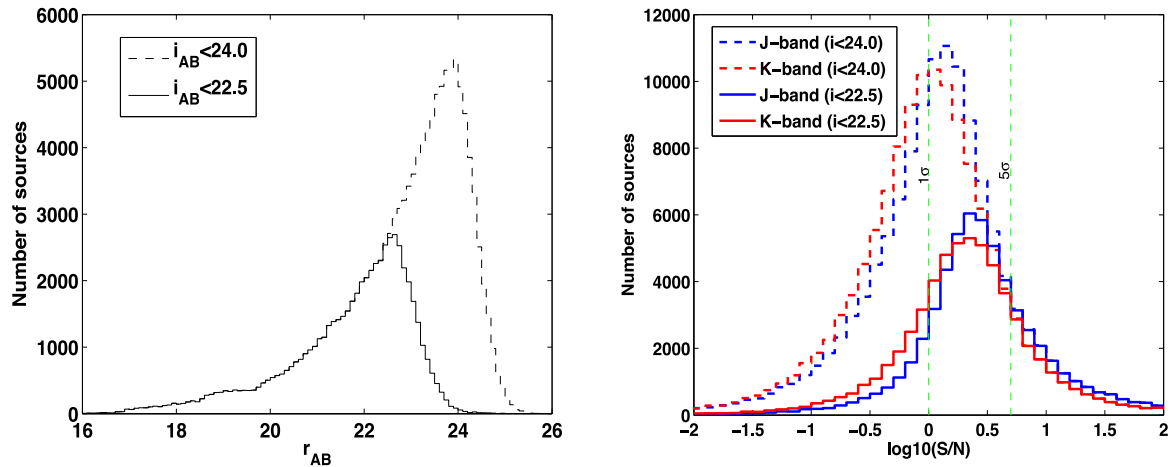 6000
5000
4000
3000
2000
1000
0
Number of sources
i_AB<24.0
i_AB<22.5
16 18 20 22 24 26
r_AB
12000
10000
8000
6000
4000
2000
0
Number of sources
J−band (i<24.0)
K−band (i<24.0)
J−band (i<22.5)
K−band (i<22.5)
1σ
5σ
−2 −1.5 −1 −0.5 0 0.5 1 1.5 2
log10(S/N)